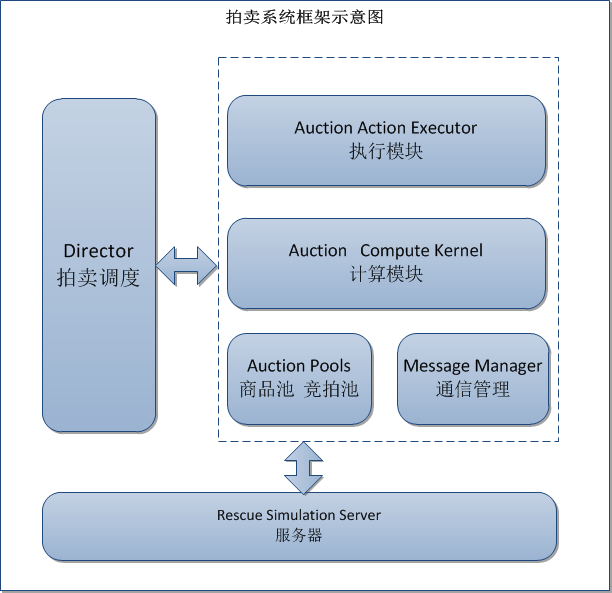 拍卖系统框架示意图
Auction Action Executor
执行模块
Director
拍卖调度
Auction Compute Kernel
计算模块
Auction Pools
商品池 竞拍池
Message Manager
通信管理
Rescue Simulation Server
服务器